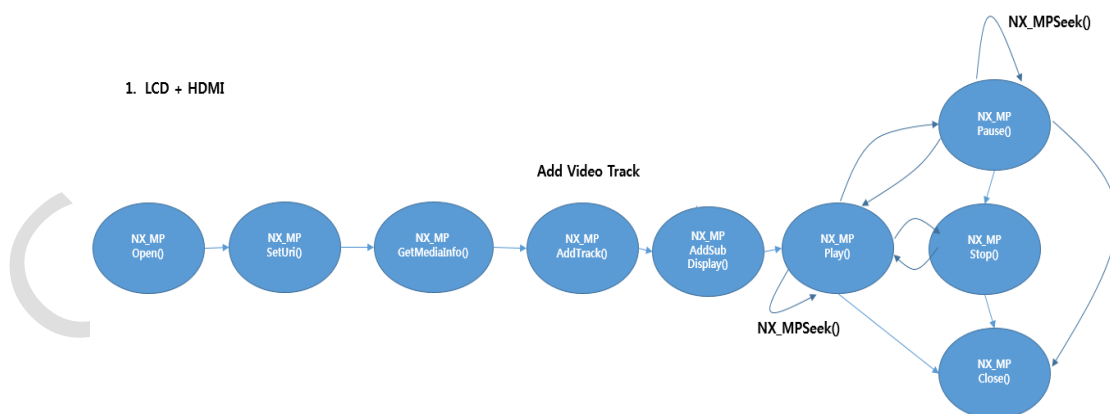 NX_MPSeek()
1. LCD + HDMI
NX_MP
Pause()
Add Video Track
NX_MP
Open()
NX_MP
SetUri()
NX_MP
GetMediaInfo()
NX_MP
AddTrack()
NX_MP
AddSub
Display()
NX_MP
Play()
NX_MP
Stop()
NX_MPSeek()
NX_MP
Close()